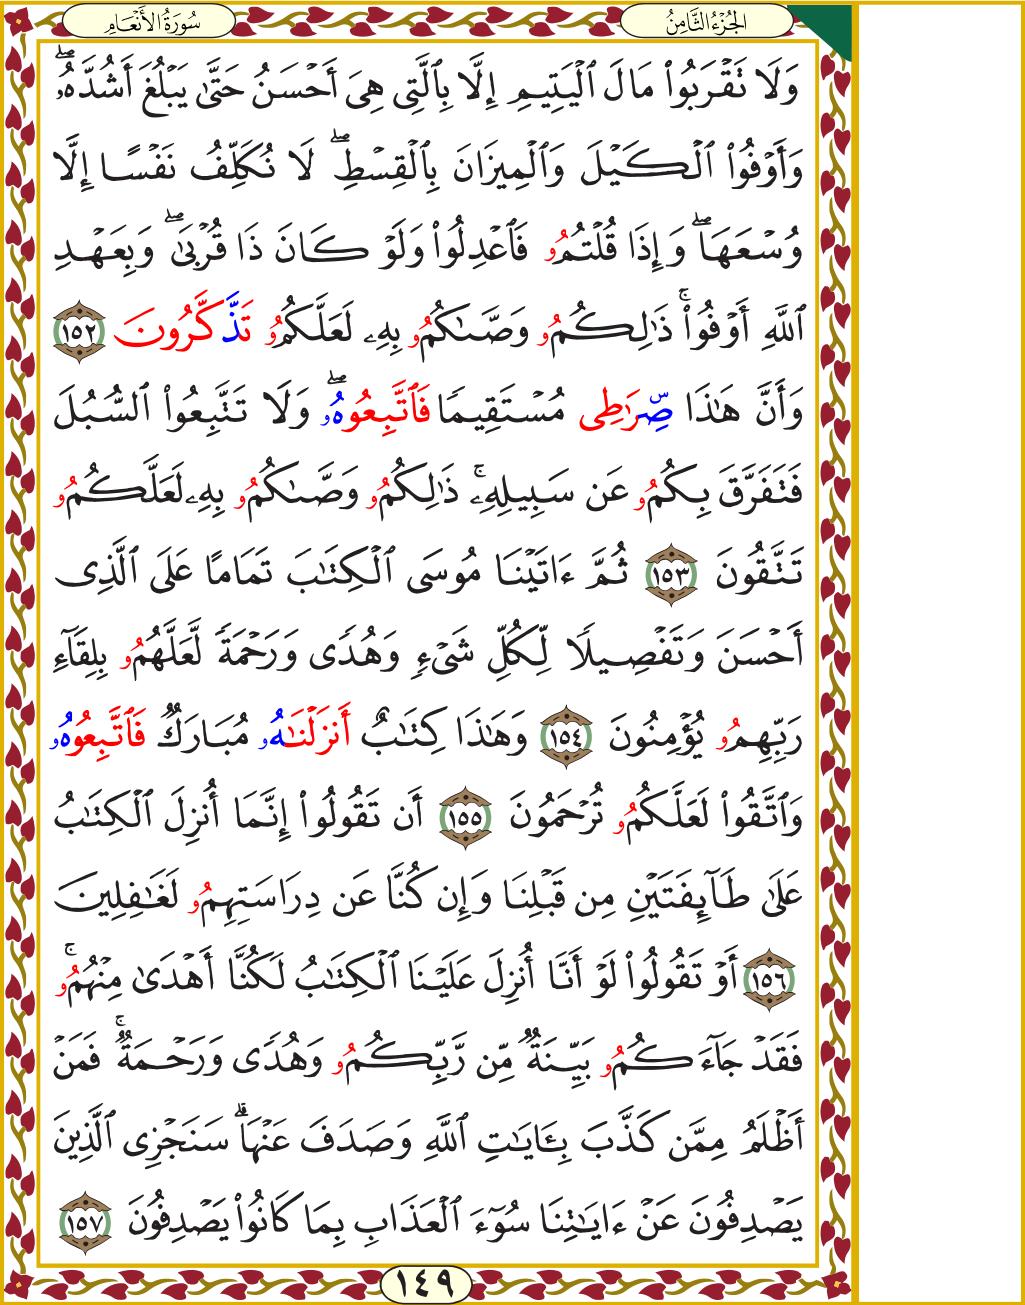 الجُزْءُ الثَّامِنُ
سُورَةُ الأَنْعَامِ
وَلَا تَقْرَبُوا۟ مَالَ ٱلْيَتِيمِ إِلَّا بِٱلَّتِى هِىَ أَحْسَنُ حَتَّىٰ يَبْلُغَ أَشُدَّهُۥۖ
وَأَوْفُوا۟ ٱلْكَيْلَ وَٱلْمِيزَانَ بِٱلْقِسْطِۖ لَا نُكَلِّفُ نَفْسًا إِلَّا
وُسْعَهَاۖ وَإِذَا قُلْتُمُۥ فَٱعْدِلُوا۟ وَلَوْ كَانَ ذَا قُرْبَىٰۖ وَبِعَهْدِ
ٱللَّهِ أَوْفُوا۟ۚ ذَٰلِكُمُۥ وَصَّىٰكُمُۥ بِهِۦ لَعَلَّكُمُۥ تَذَّكَّرُونَ ١٥٢
وَأَنَّ هَٰذَا صِّرَٰطِى مُسْتَقِيمًا فَٱتَّبِعُوهُۥۖ وَلَا تَتَّبِعُوا۟ ٱلسُّبُلَ
فَتَفَرَّقَ بِكُمُۥ عَن سَبِيلِهِۦۚ ذَٰلِكُمُۥ وَصَّىٰكُمُۥ بِهِۦ لَعَلَّكُمُۥ
تَتَّقُونَ ١٥٣ ثُمَّ ءَاتَيْنَا مُوسَى ٱلْكِتَٰبَ تَمَامًا عَلَى ٱلَّذِى
أَحْسَنَ وَتَفْصِيلًا لِّكُلِّ شَىْءٍ وَهُدًى وَرَحْمَةً لَّعَلَّهُمُۥ بِلِقَآءِ
رَبِّهِمُۥ يُؤْمِنُونَ ١٥٤ وَهَٰذَا كِتَٰبٌ أَنزَلْنَٰهُۥ مُبَارَكٌ فَٱتَّبِعُوهُۥ
وَٱتَّقُوا۟ لَعَلَّكُمُۥ تُرْحَمُونَ ١٥٥ أَن تَقُولُوٓا۟ إِنَّمَا أُنزِلَ ٱلْكِتَٰبُ
عَلَىٰ طَآئِفَتَيْنِ مِن قَبْلِنَا وَإِن كُنَّا عَن دِرَاسَتِهِمُۥ لَغَٰفِلِينَ
١٥٦ أَوْ تَقُولُوا۟ لَوْ أَنَّا أُنزِلَ عَلَيْنَا ٱلْكِتَٰبُ لَكُنَّا أَهْدَىٰ مِنْهُمُۥۚ
فَقَدْ جَآءَكُمُۥ بَيِّنَةٌ مِّن رَّبِّكُمُۥ وَهُدًى وَرَحْمَةٌۚ فَمَنْ
أَظْلَمُ مِمَّن كَذَّبَ بِـَٔايَٰتِ ٱللَّهِ وَصَدَفَ عَنْهَاۗ سَنَجْزِى ٱلَّذِينَ
يَصْدِفُونَ عَنْ ءَايَٰتِنَا سُوٓءَ ٱلْعَذَابِ بِمَا كَانُوا۟ يَصْدِفُونَ ١٥٧
١٤٩